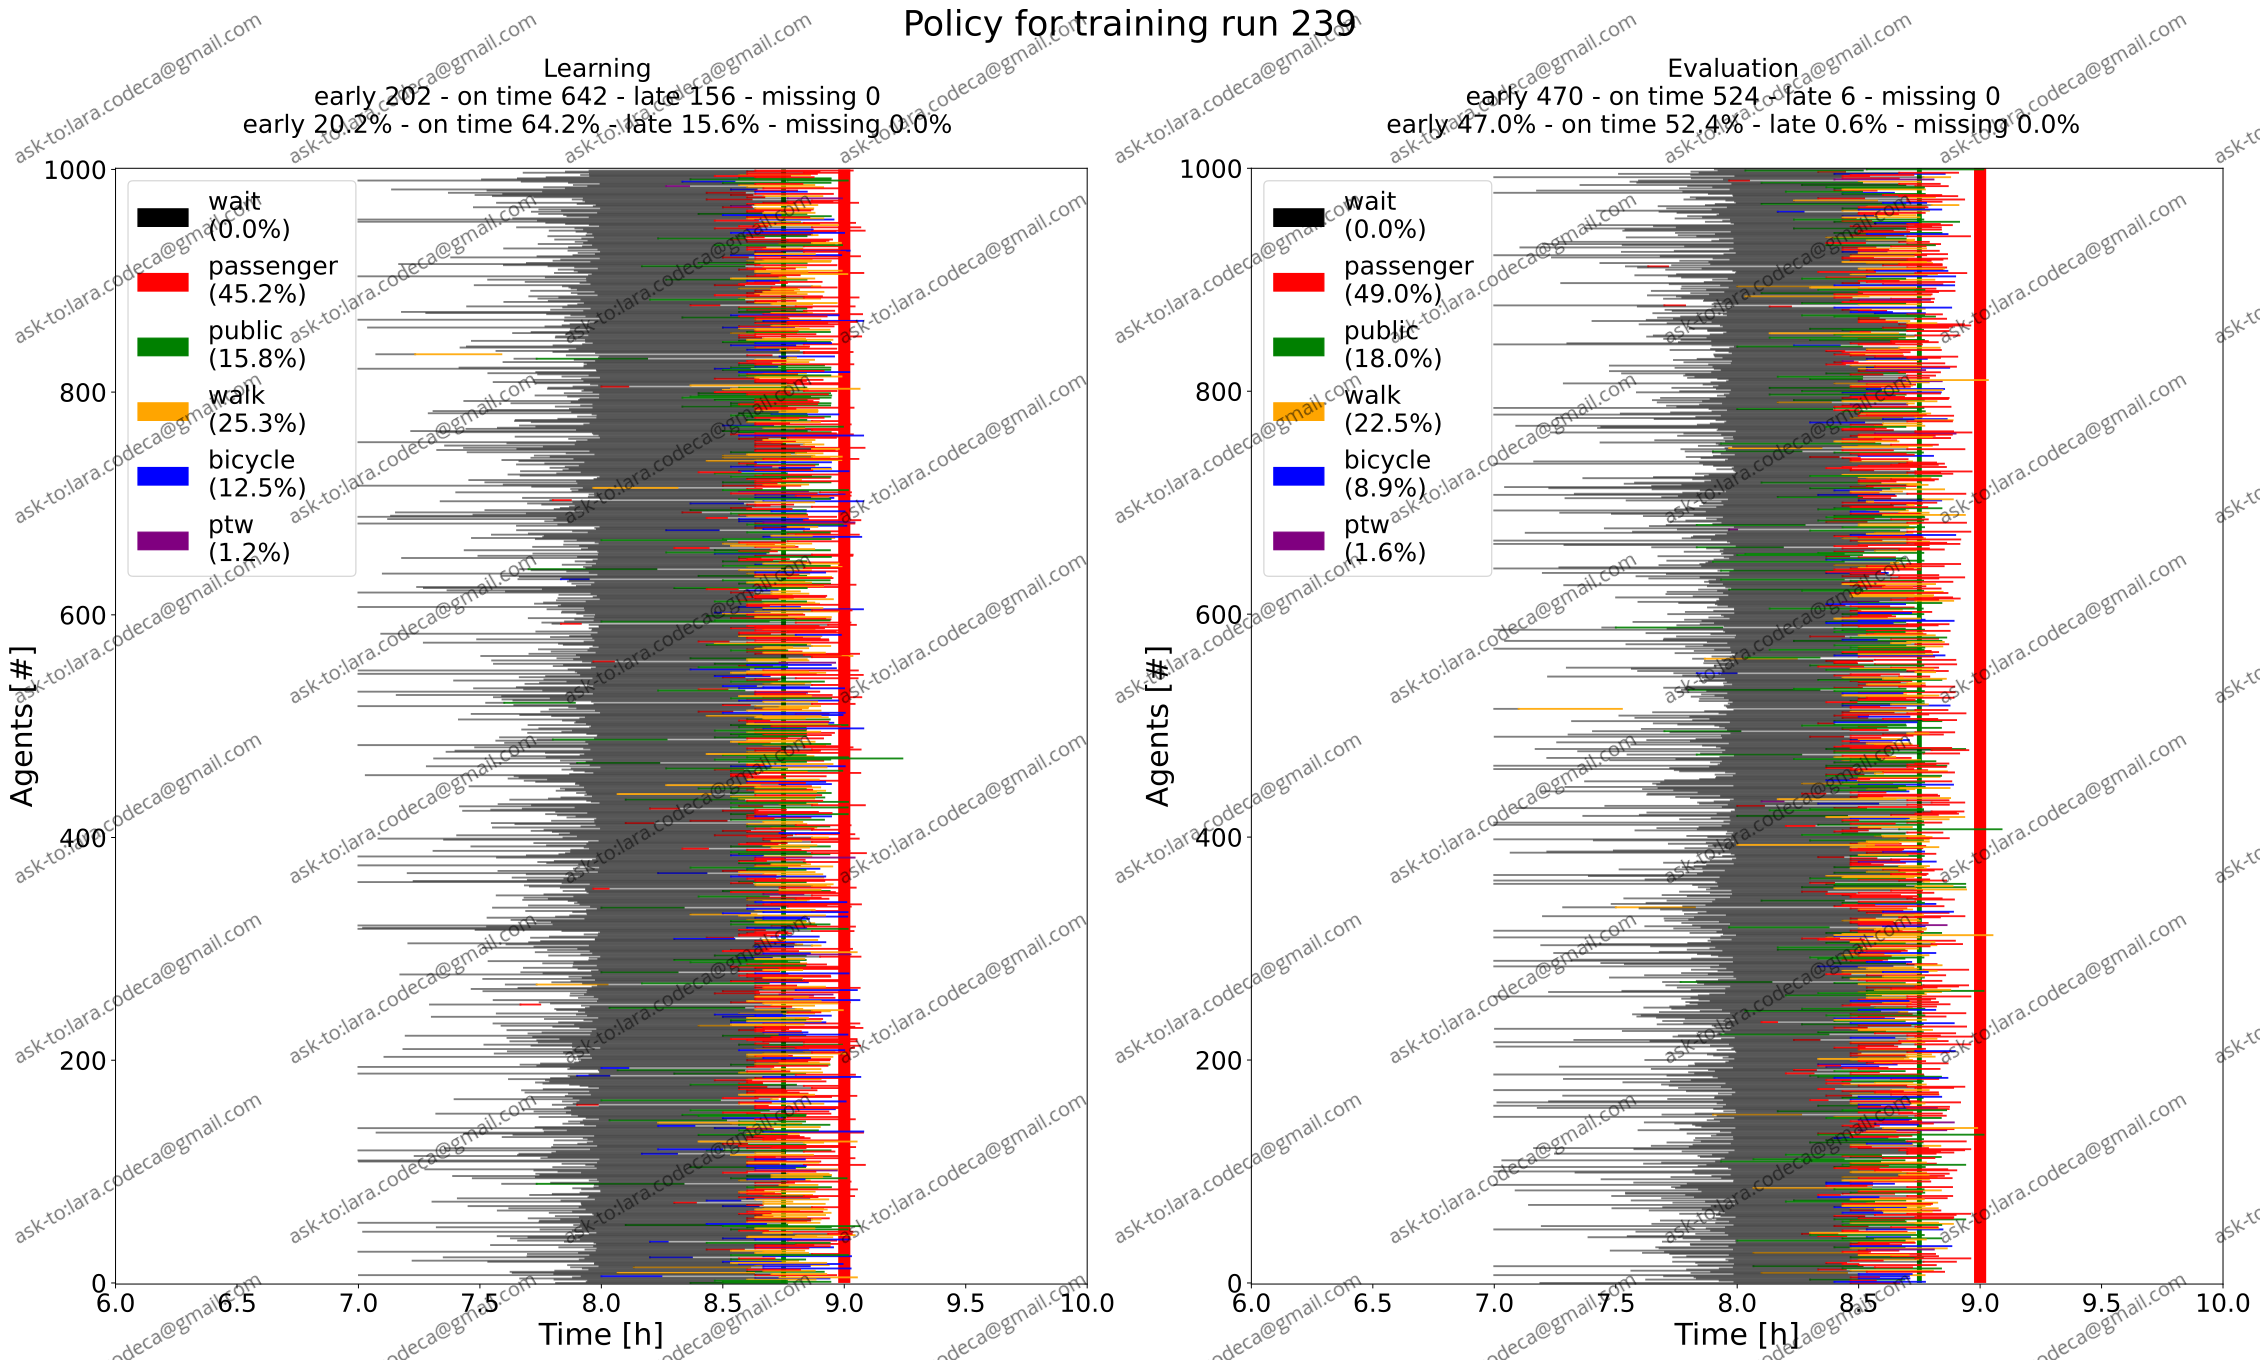 Policy for training run 239
Learning
early 202 - on time 642 - late 156 - missing 0
early 20.2% - on time 64.2% - late 15.6% - missing 0.0%
1000
800
600
400
200
0
Agents [#]
wait
(0.0%)
passenger
(45.2%)
public
(15.8%)
walk
(25.3%)
bicycle
(12.5%)
ptw
(1.2%)
6.0 6.5 7.0 7.5 8.0 8.5 9.0 9.5 10.0
Time [h]
Evaluation
early 470 - on time 524 - late 6 - missing 0
early 47.0% - on time 52.4% - late 0.6% - missing 0.0%
1000
800
600
400
200
0
Agents [#]
wait
(0.0%)
passenger
(49.0%)
public
(18.0%)
walk
(22.5%)
bicycle
(8.9%)
ptw
(1.6%)
6.0 6.5 7.0 7.5 8.0 8.5 9.0 9.5 10.0
Time [h]
ask-to:lara.codeca@gmail.com